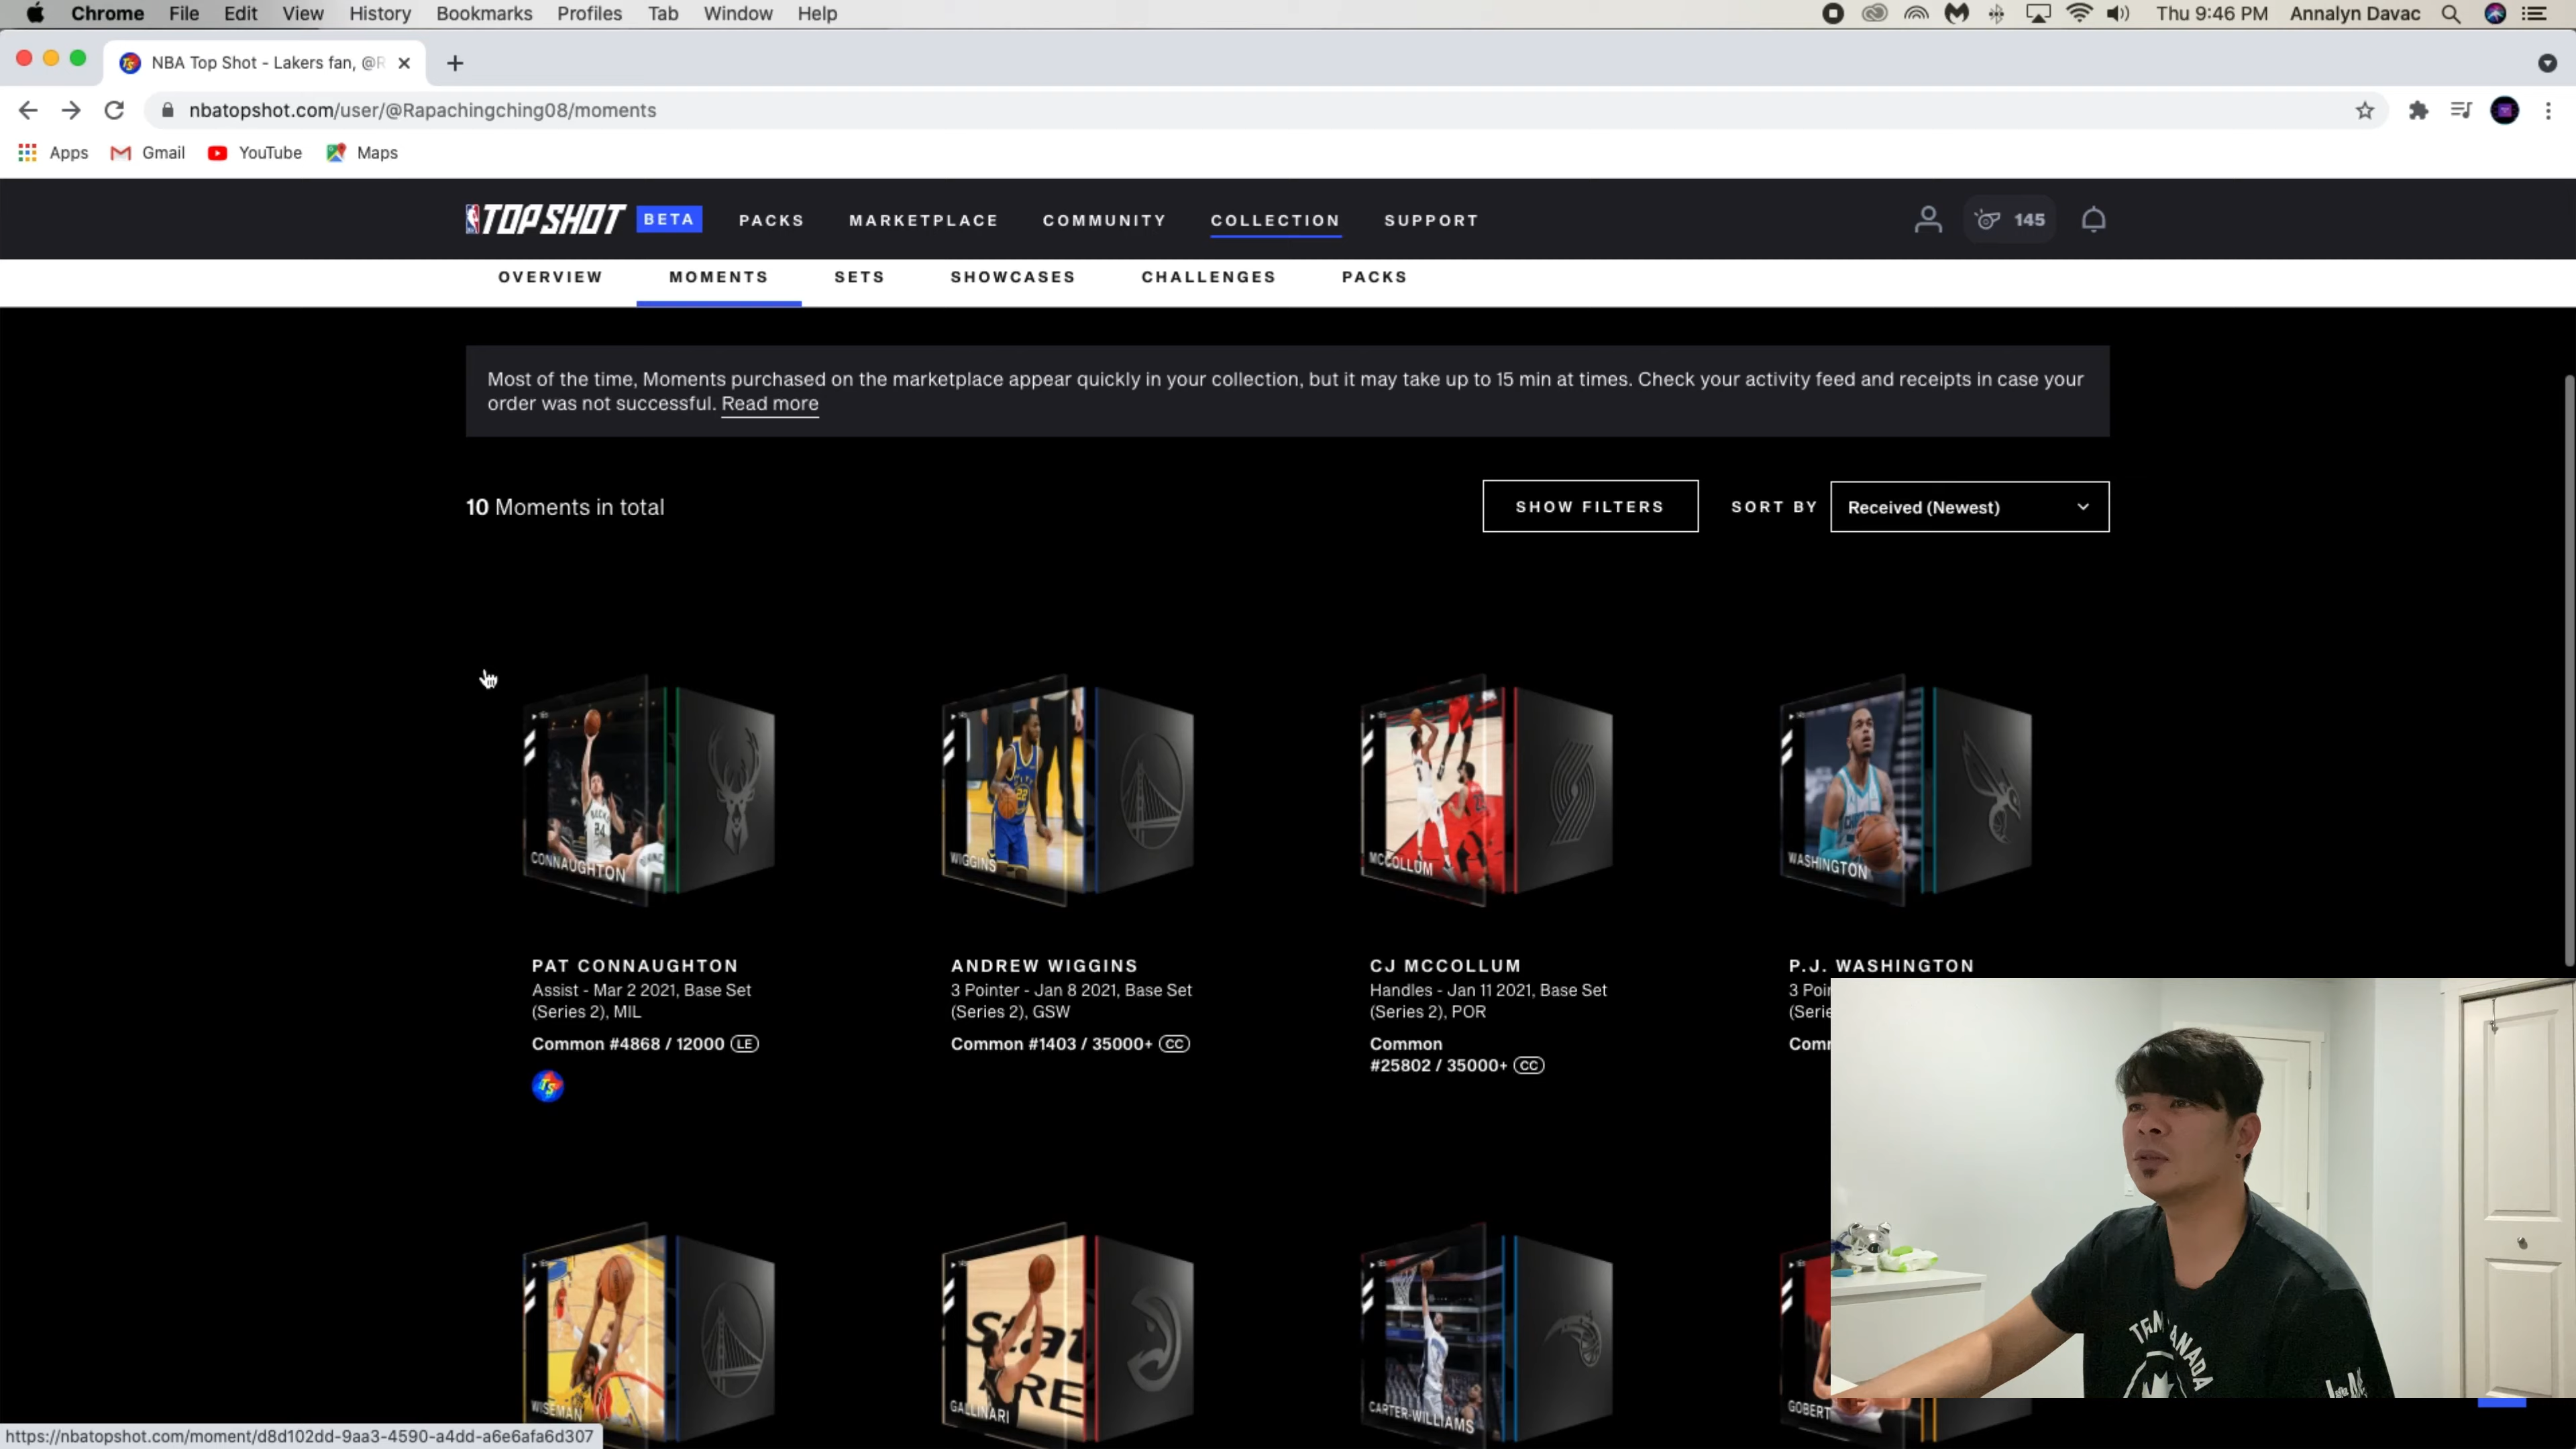 Chrome File Edit View History Bookmarks Profiles Tab Window Help Thu 9:46 PM Annalyn Davac
NBA Top Shot - Lakers fan, @R
nbatopshot.com/user/@Rapachingching08/moments
Apps Gmail YouTube Maps
TOP SHOT BETA PACKS MARKETPLACE COMMUNITY COLLECTION SUPPORT 145
OVERVIEW MOMENTS SETS SHOWCASES CHALLENGES PACKS
Most of the time, Moments purchased on the marketplace appear quickly in your collection, but it may take up to 15 min at times. Check your activity feed and receipts in case your
order was not successful. Read more
10 Moments in total SHOW FILTERS SORT BY Received (Newest)
CONNAUGHTON WIGGINS MCCOLLUM WASHINGTON
PAT CONNAUGHTON
Assist - Mar 2 2021, Base Set
(Series 2), MIL
Common #4868 / 12000 LE
TS
ANDREW WIGGINS
3 Pointer - Jan 8 2021, Base Set
(Series 2), GSW
Common #1403 / 35000+ CC
CJ MCCOLLUM
Handles - Jan 11 2021, Base Set
(Series 2), POR
Common
#25802 / 35000+ CC
P.J. WASHINGTON
3 Poin
(Serie
Comm
WISEMAN GALLINARI CARTER-WILLIAMS GOBERT
https://nbatopshot.com/moment/d8d102dd-9aa3-4590-a4dd-a6e6afa6d307